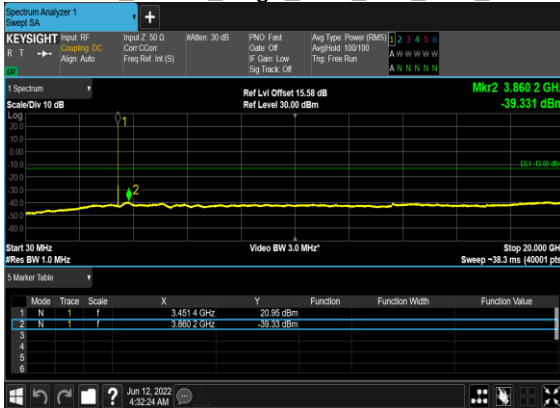 Spectrum Analyzer 1
Swept SA
+
KEYSIGHT Input: RF Input Z: 50 Ω #Atten: 30 dB PNO: Fast Avg Type: Power (RMS) 1 2 3 4 5 6
R T Coupling: DC Corr CCorr Gate: Off Avg|Hold: 100/100 A W W W W W
Align: Auto Freq Ref: Int (S) IF Gain: Low Trig: Free Run
Sig Track: Off A N N N N N
1 Spectrum Ref Lvl Offset 15.58 dB Mkr2 3.860 2 GHz
Scale/Div 10 dB Ref Level 30.00 dBm -39.331 dBm
Log
20.0
10.0
0.00
-10.0
DL1 -13.00 dBm
-20.0
-30.0
-40.0
-50.0
-60.0
1
2
Start 30 MHz Video BW 3.0 MHz* Stop 20.000 GHz
#Res BW 1.0 MHz Sweep ~38.3 ms (40001 pts)
5 Marker Table
Mode Trace Scale X Y Function Function Width Function Value
1 N 1 f 3.451 4 GHz 20.95 dBm
2 N 1 f 3.860 2 GHz -39.33 dBm
3
4
5
6
? Jun 12, 2022
4:32:24 AM